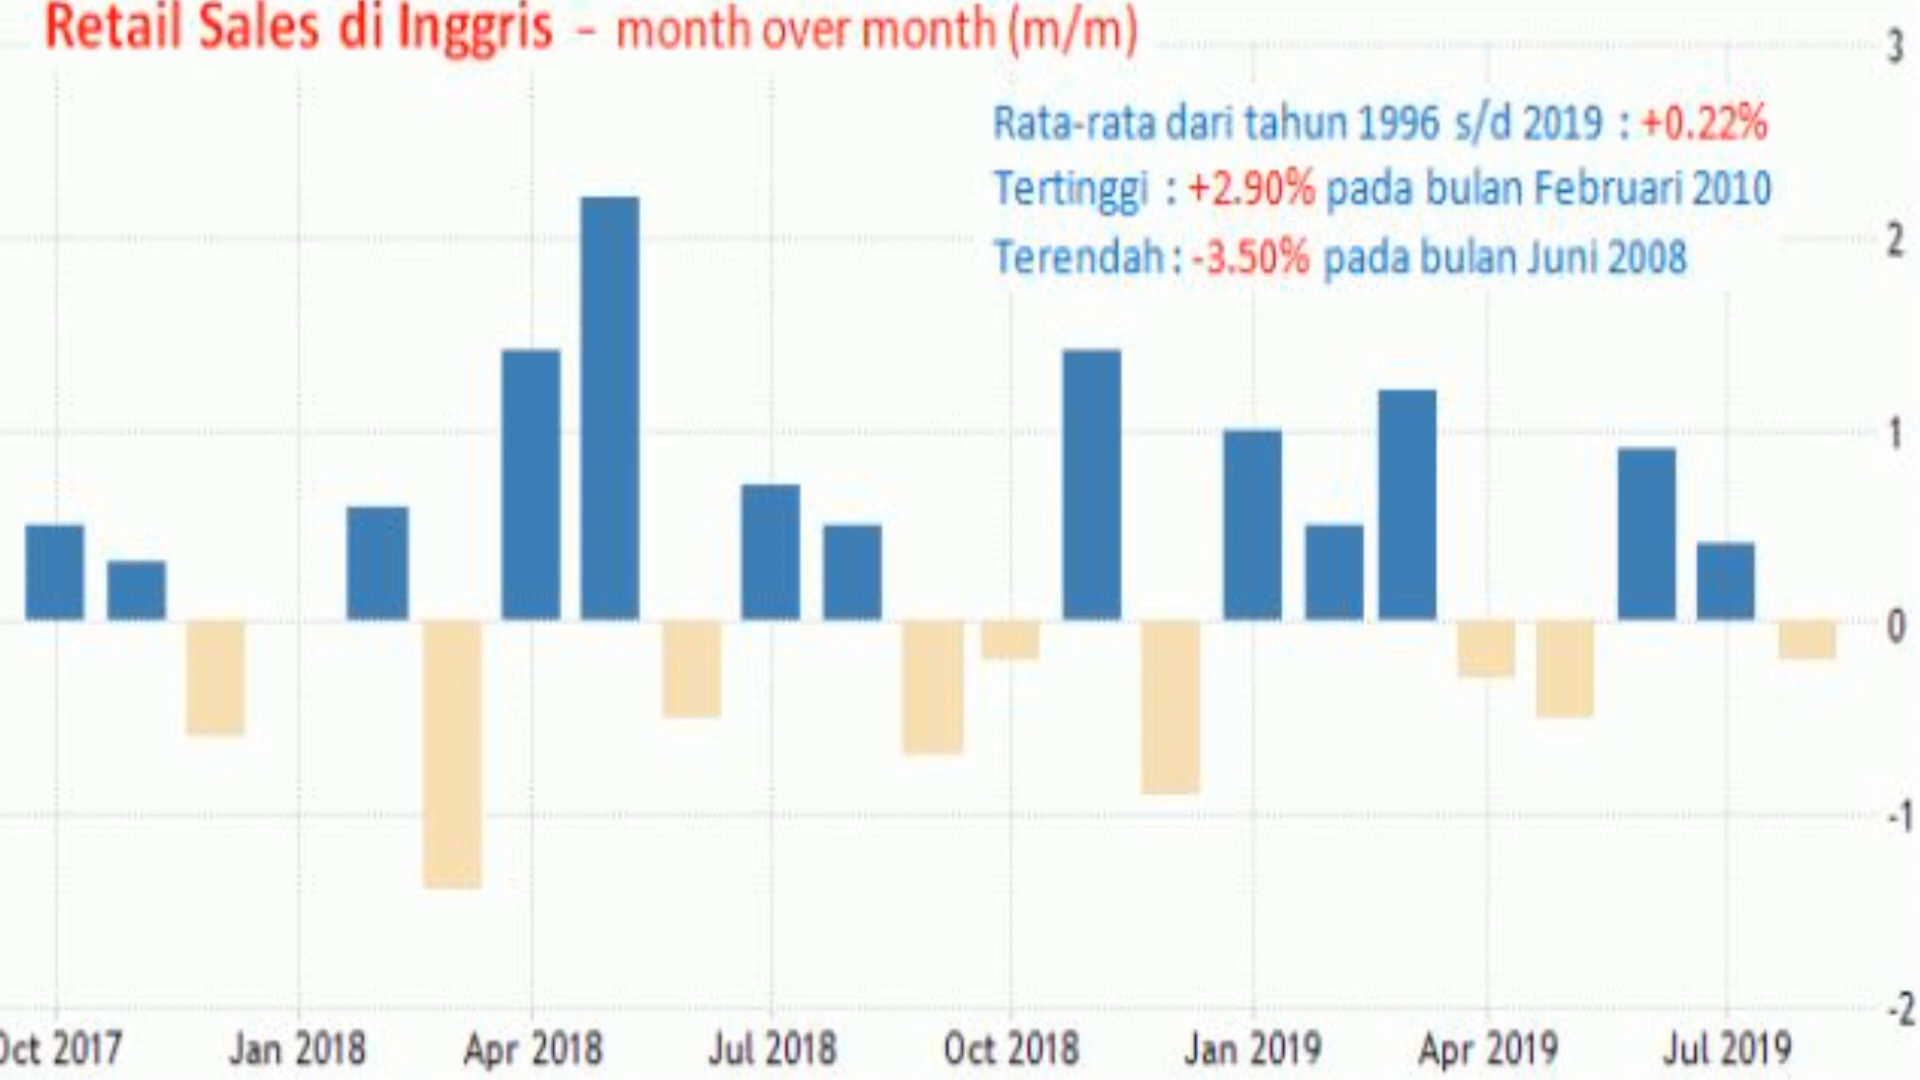 Retail Sales di Inggris – month over month (m/m)
Rata-rata dari tahun 1996 s/d 2019 : +0.22%
Tertinggi : +2.90% pada bulan Februari 2010
Terendah : -3.50% pada bulan Juni 2008
3
2
1
0
-1
-2
Oct 2017 Jan 2018 Apr 2018 Jul 2018 Oct 2018 Jan 2019 Apr 2019 Jul 2019